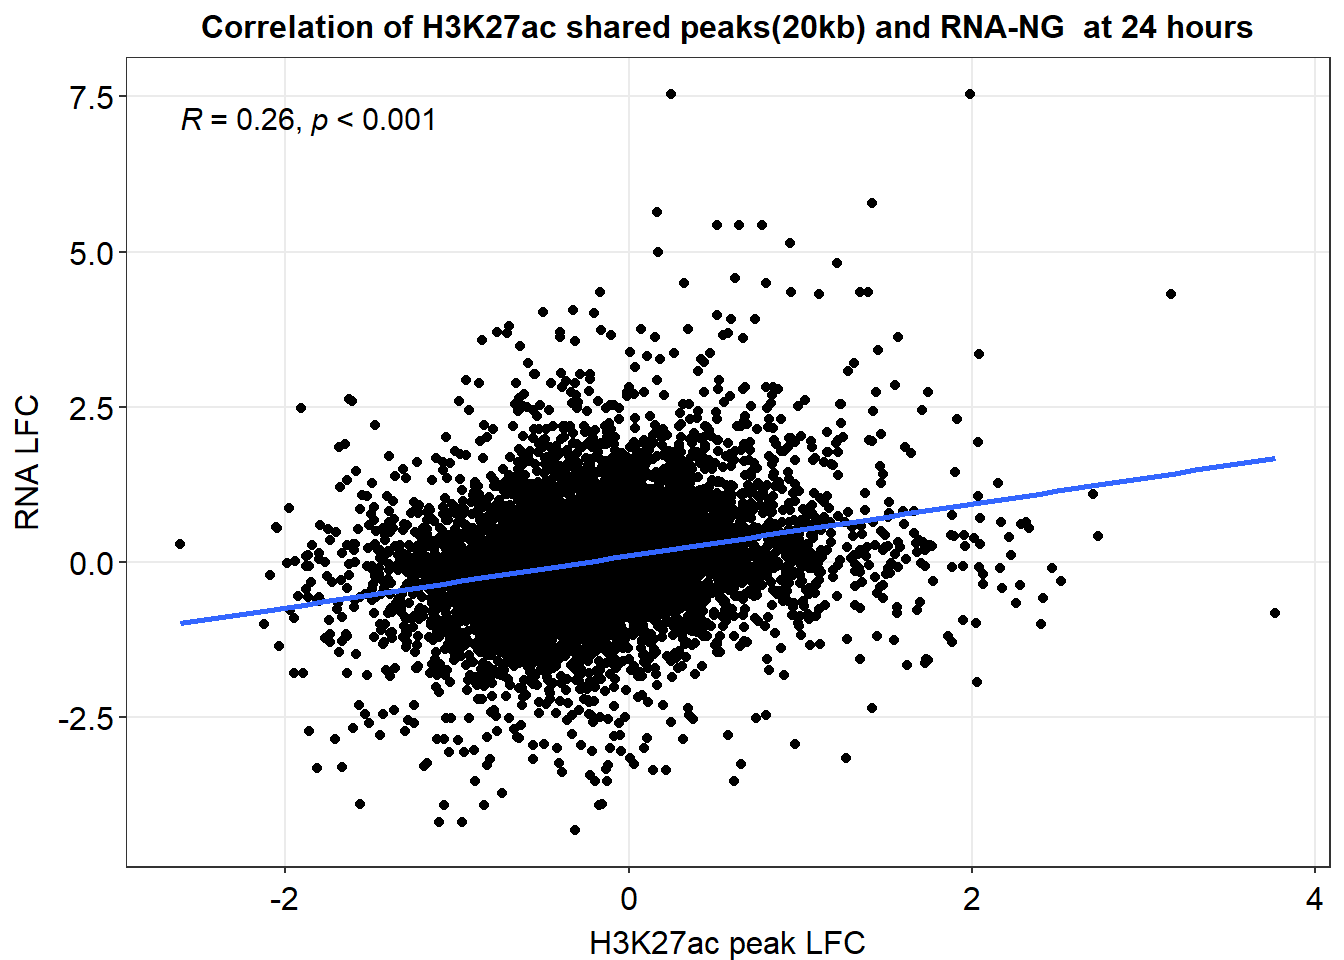 Correlation of H3K27ac shared peaks(20kb) and RNA-NG  at 24 hours
R = 0.26, p < 0.001
7.5
5.0
2.5
0.0
-2.5
RNA LFC
-2
0
2
4
H3K27ac peak LFC